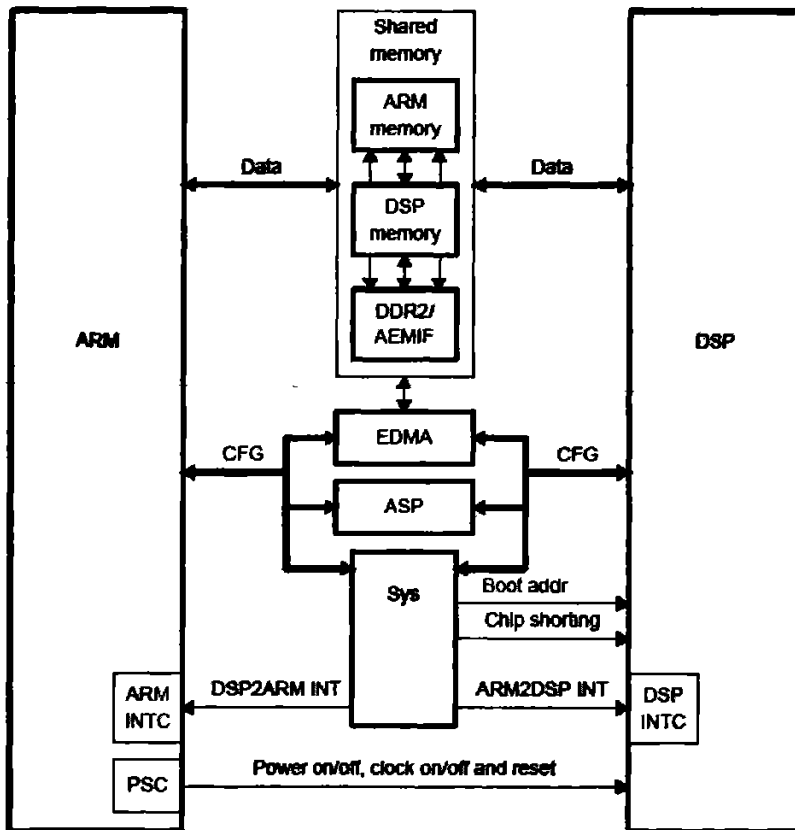 Shared
memory
ARM
memory
Data
Data
DSP
memory
DDR2/
AEMIF
ARM
DSP
EDMA
CFG
CFG
ASP
Sys
Boot addr
Chip shorting
ARM
INTC
DSP2ARM INT
ARM2DSP INT
DSP
INTC
PSC
Power on/off, clock on/off and reset